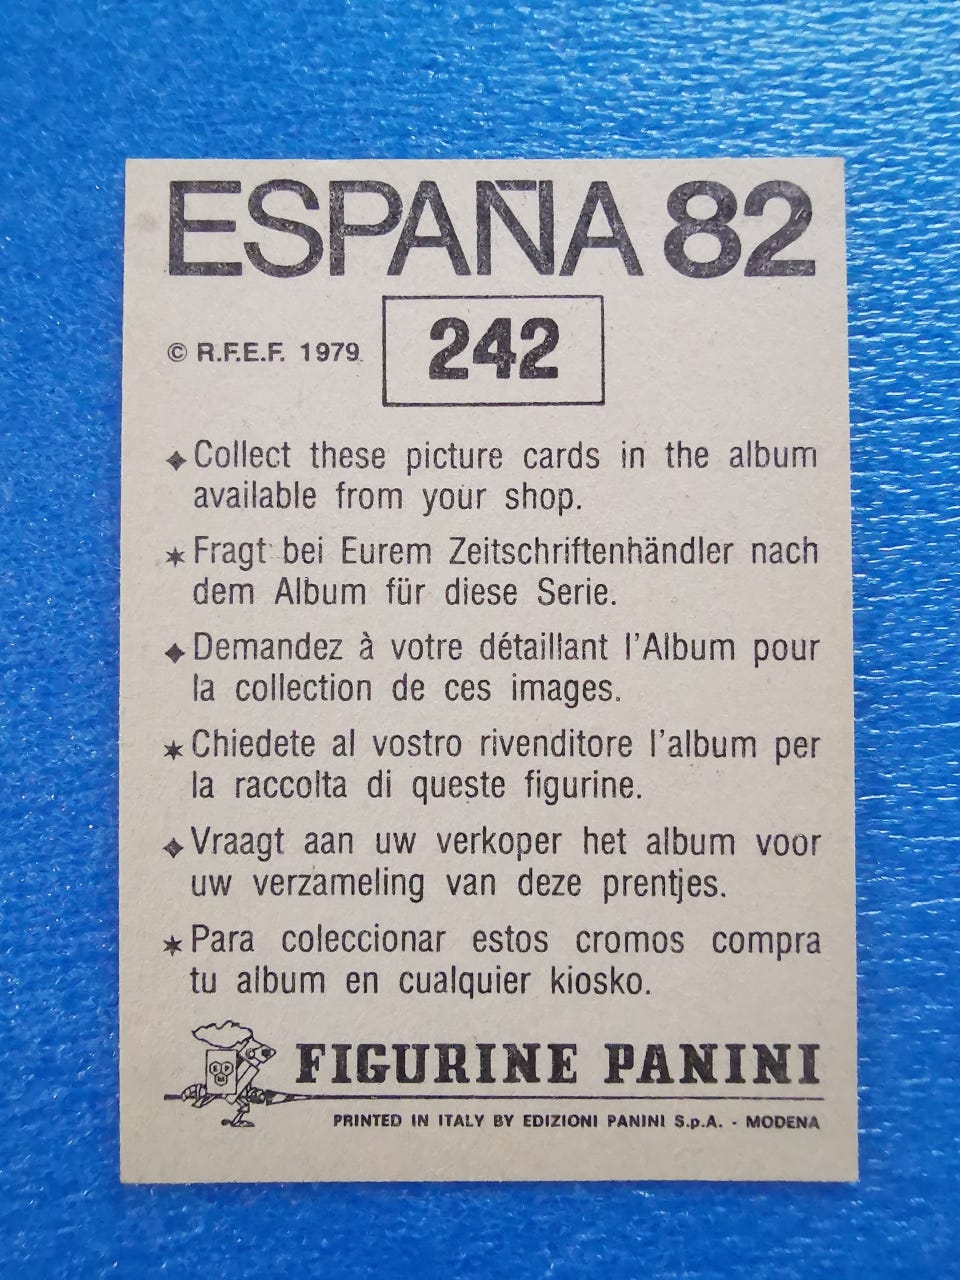 ESPAÑA 82
© R.F.E.F. 1979
242
Collect these picture cards in the album
available from your shop.
Fragt bei Eurem Zeitschriftenhändler nach
dem Album für diese Serie.
Demandez à votre détaillant l'Album pour
la collection de ces images.
Chiedete al vostro rivenditore l'album per
la raccolta di queste figurine.
Vraagt aan uw verkoper het album voor
uw verzameling van deze prentjes.
Para coleccionar estos cromos compra
tu album en cualquier kiosko.
FIGURINE PANINI
PRINTED IN ITALY BY EDIZIONI PANINI S.p.A. - MODENA